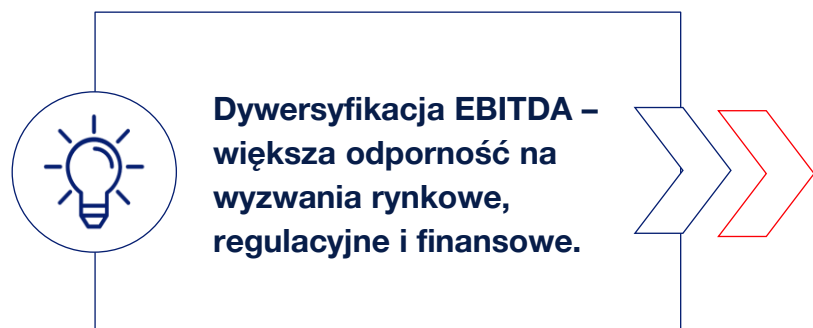 Dywersyfikacja EBITDA –
większa odporność na
wyzwania rynkowe,
regulacyjne i finansowe.